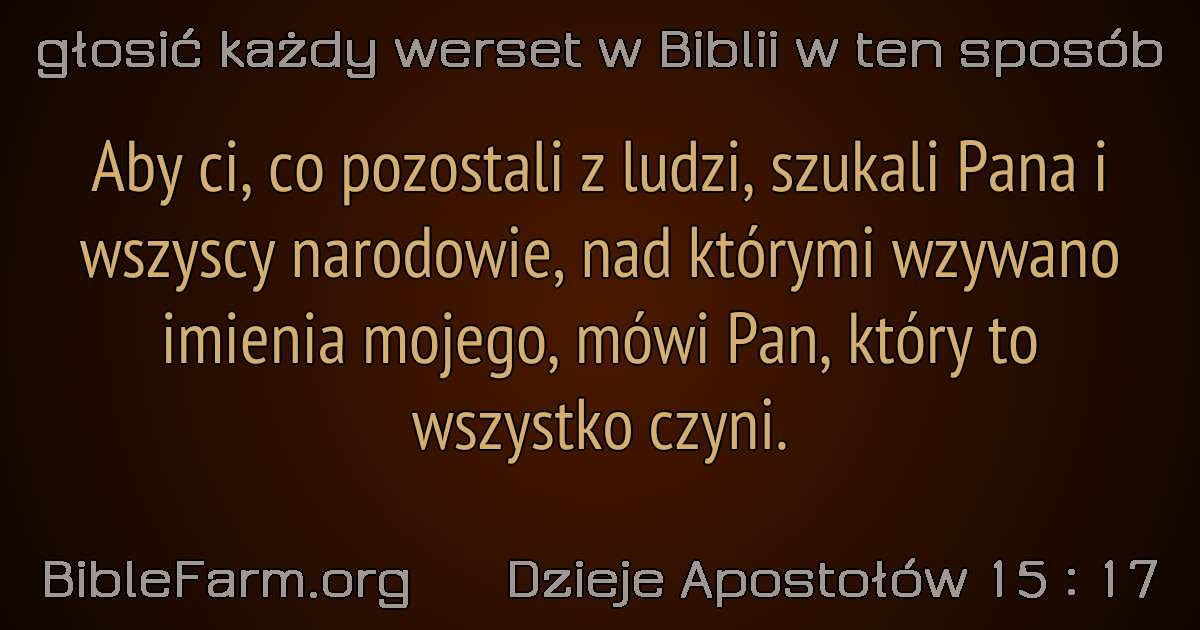 głosić każdy werset w Biblii w ten sposób
Aby ci, co pozostali z ludzi, szukali Pana i
wszyscy narodowie, nad którymi wzywano
imienia mojego, mówi Pan, który to
wszystko czyni.
BibleFarm.org Dzieje Apostołów 15 : 17